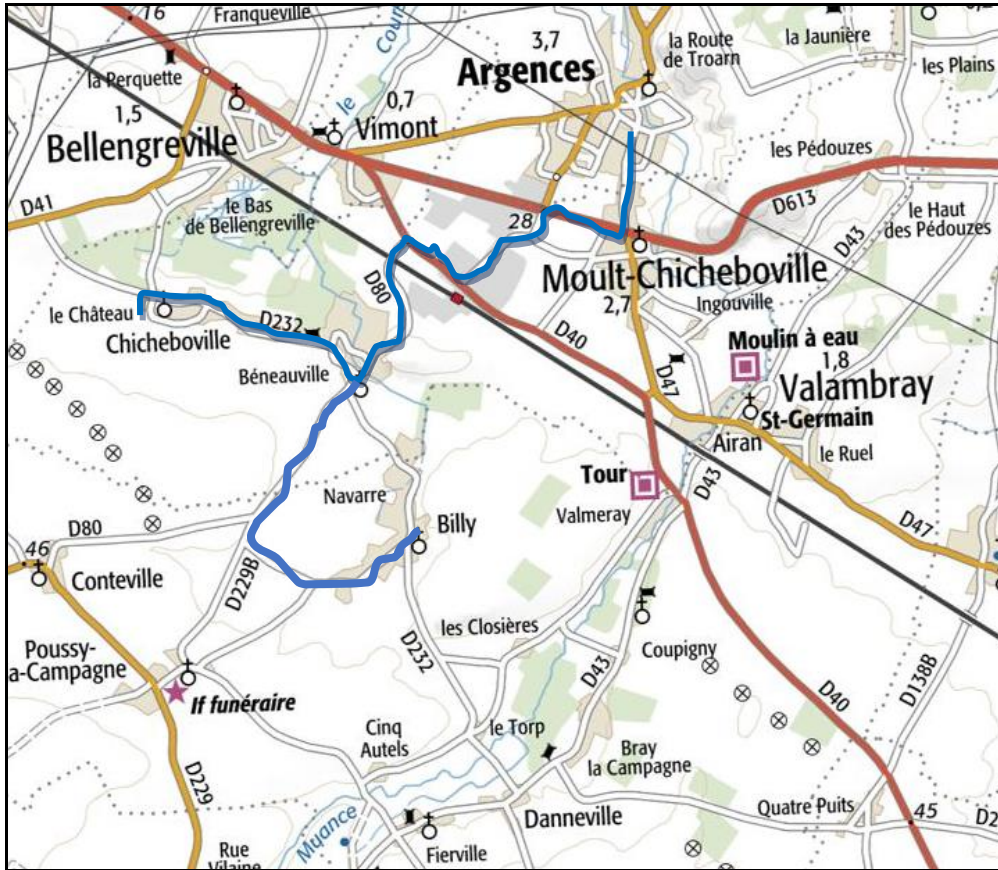 16
Franqueville
la Perquette
1,5
Bellengreville
le
0,7
Vimont
3,7
Argences
la Route
de Troarn
la Jaunière
les Plains
les Pédouzes
D613
D43
le Haut
des Pédouzes
D41
le Bas
de Bellengreville
28
Moult-Chicheboville
2,7
Ingouville
D80
le Château
Chicheboville
D232
Béneauville
D40
D47
Moulin à eau
1,8
Valambray
St-Germain
Airan
le Ruel
D43
D47
Tour
Valmeray
Navarre
Billy
D80
46
Conteville
D229B
Poussy-
a-Campagne
If funéraire
D229
D232
les Closières
D43
Coupigny
D40
D138B
Cinq
Autels
le Torp
Bray
la Campagne
Danneville
Quatre Puits
45
D2
Muance
Fierville
Rue
Vilaine